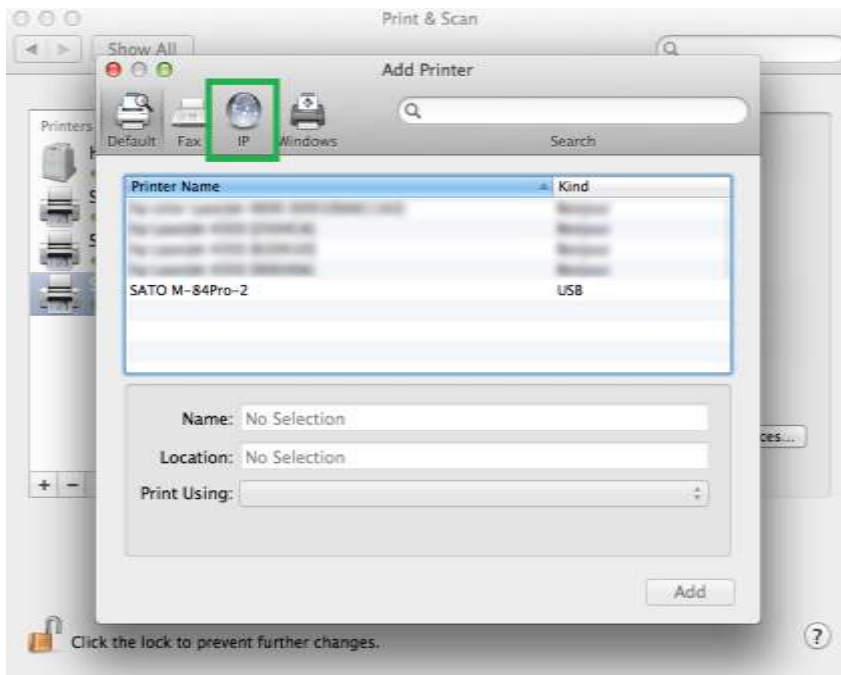 Print & Scan
Show All
Add Printer
Default Fax IP Windows
Search
Printers
Printer Name Kind
SATO M-84Pro-2 USB
Name: No Selection
ces...
Location: No Selection
+ - Print Using:
Add
Click the lock to prevent further changes. ?